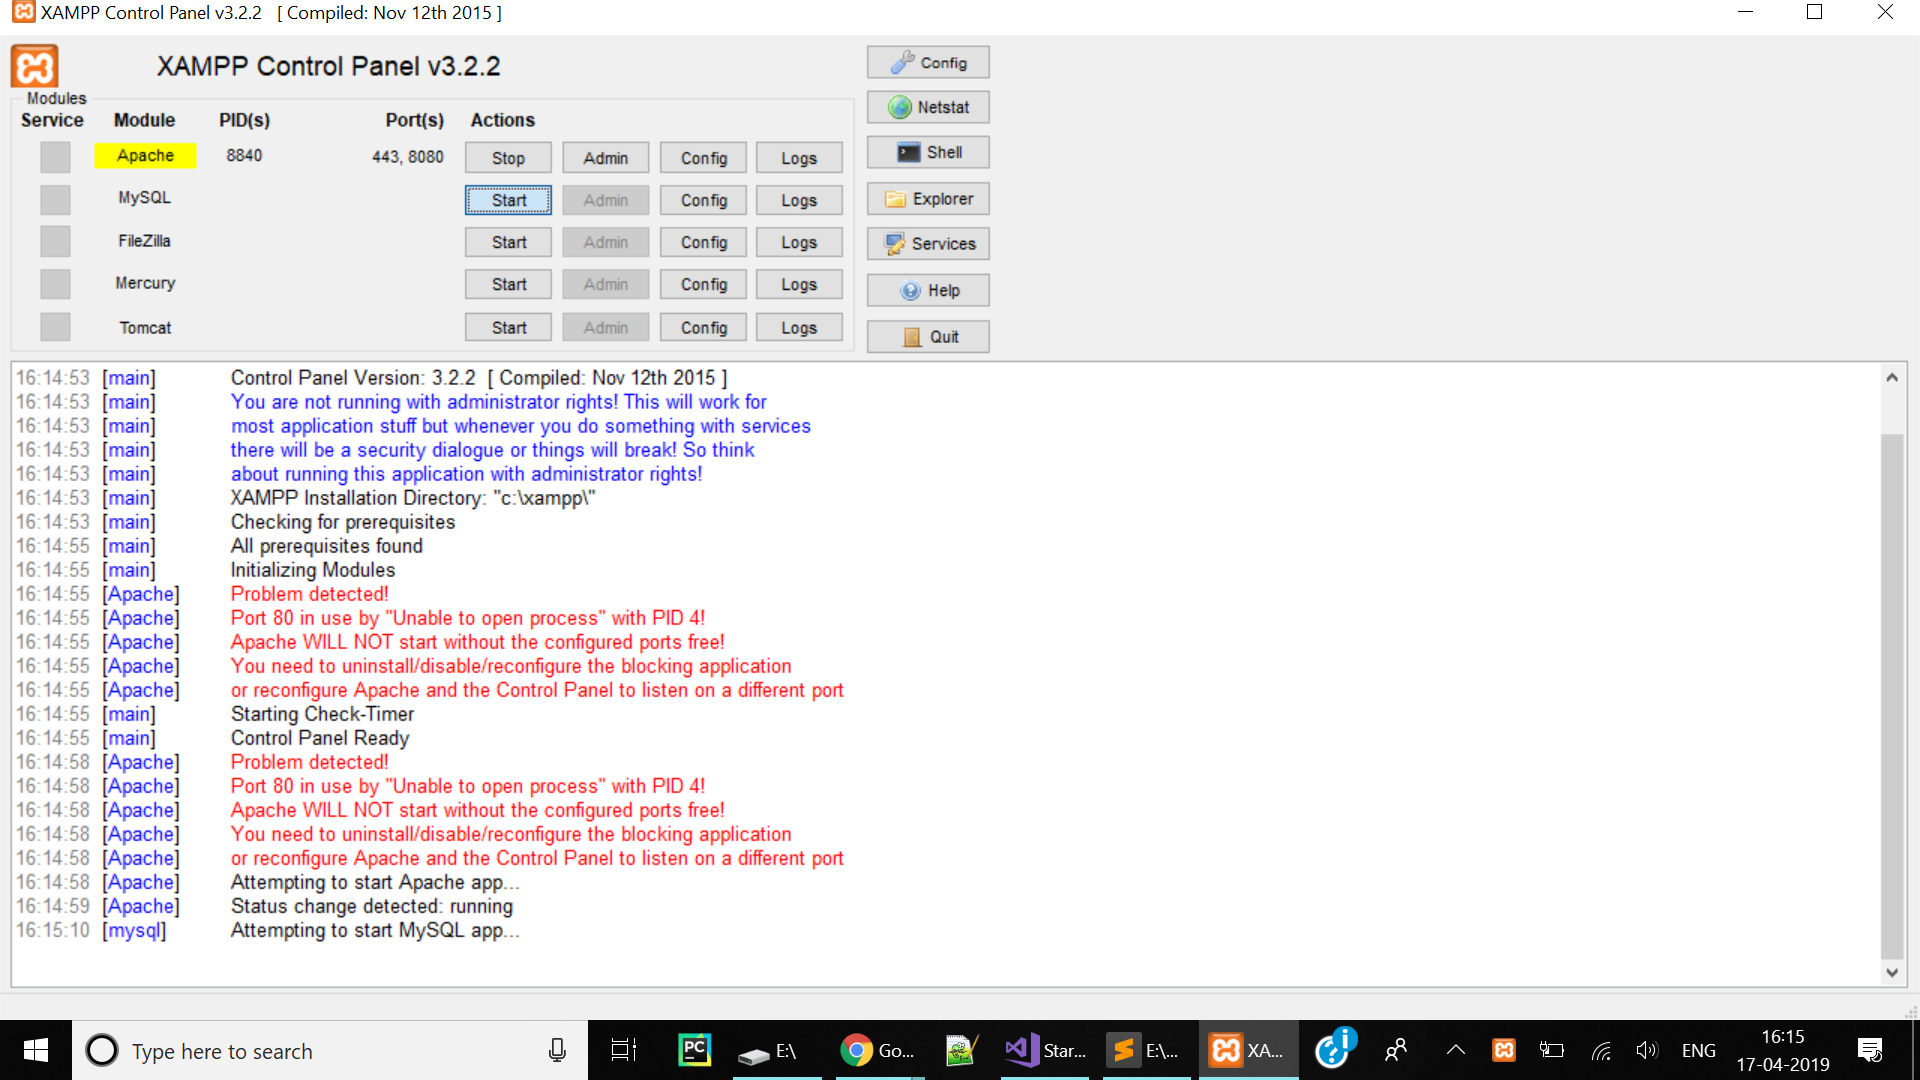 XAMPP Control Panel v3.2.2 [ Compiled: Nov 12th 2015 ]
XAMPP Control Panel v3.2.2
Modules
Service Module PID(s) Port(s) Actions
Apache 8840 443, 8080 Stop Admin Config Logs
MySQL Start Admin Config Logs
FileZilla Start Admin Config Logs
Mercury Start Admin Config Logs
Tomcat Start Admin Config Logs
Config
Netstat
Shell
Explorer
Services
Help
Quit
16:14:53 [main] Control Panel Version: 3.2.2 [ Compiled: Nov 12th 2015 ]
16:14:53 [main] You are not running with administrator rights! This will work for
16:14:53 [main] most application stuff but whenever you do something with services
16:14:53 [main] there will be a security dialogue or things will break! So think
16:14:53 [main] about running this application with administrator rights!
16:14:53 [main] XAMPP Installation Directory: "c:\xampp\"
16:14:53 [main] Checking for prerequisites
16:14:55 [main] All prerequisites found
16:14:55 [main] Initializing Modules
16:14:55 [Apache] Problem detected!
16:14:55 [Apache] Port 80 in use by "Unable to open process" with PID 4!
16:14:55 [Apache] Apache WILL NOT start without the configured ports free!
16:14:55 [Apache] You need to uninstall/disable/reconfigure the blocking application
16:14:55 [Apache] or reconfigure Apache and the Control Panel to listen on a different port
16:14:55 [main] Starting Check-Timer
16:14:55 [main] Control Panel Ready
16:14:58 [Apache] Problem detected!
16:14:58 [Apache] Port 80 in use by "Unable to open process" with PID 4!
16:14:58 [Apache] Apache WILL NOT start without the configured ports free!
16:14:58 [Apache] You need to uninstall/disable/reconfigure the blocking application
16:14:58 [Apache] or reconfigure Apache and the Control Panel to listen on a different port
16:14:58 [Apache] Attempting to start Apache app...
16:14:59 [Apache] Status change detected: running
16:15:10 [mysql] Attempting to start MySQL app...
Type here to search PC E:\ Go... Star... E:\... XA... ENG
16:15
17-04-2019